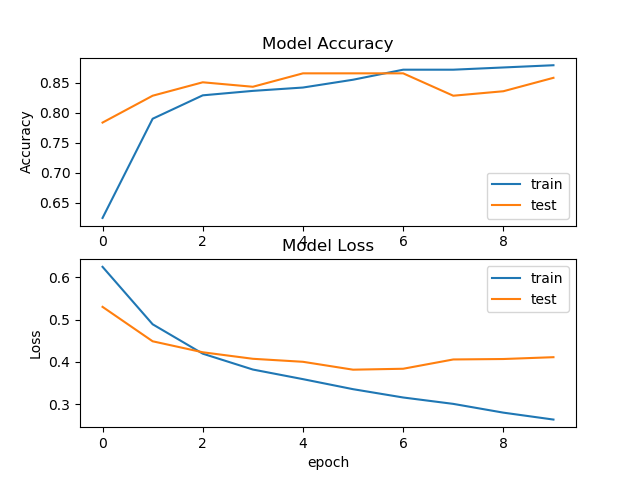 Model Accuracy
Accuracy
0.85
0.80
0.75
0.70
0.65
train
test
0 2 4 6 8
Model Loss
Loss
0.6
0.5
0.4
0.3
train
test
0 2 4 6 8
epoch